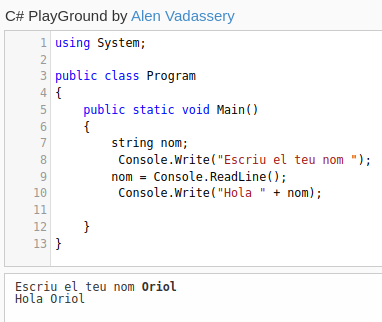 C# PlayGround by Alen Vadassery
1 using System;
2
3 public class Program
4 {
5     public static void Main()
6     {
7         string nom;
8          Console.Write("Escriu el teu nom ");
9         nom = Console.ReadLine();
10          Console.Write("Hola " + nom);
11
12     }
13 }
Escriu el teu nom Oriol
Hola Oriol